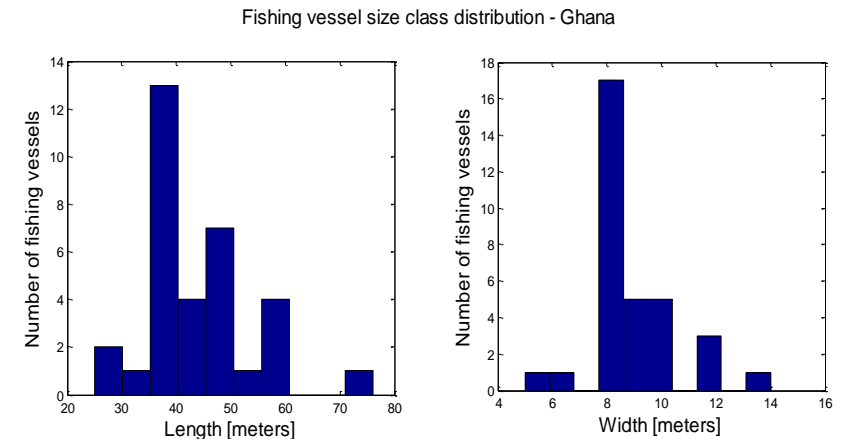 Fishing vessel size class distribution - Ghana
Number of fishing vessels
14
12
10
8
6
4
2
0
20 30 40 50 60 70 80
Length [meters]
Number of fishing vessels
18
16
14
12
10
8
6
4
2
0
4 6 8 10 12 14 16
Width [meters]